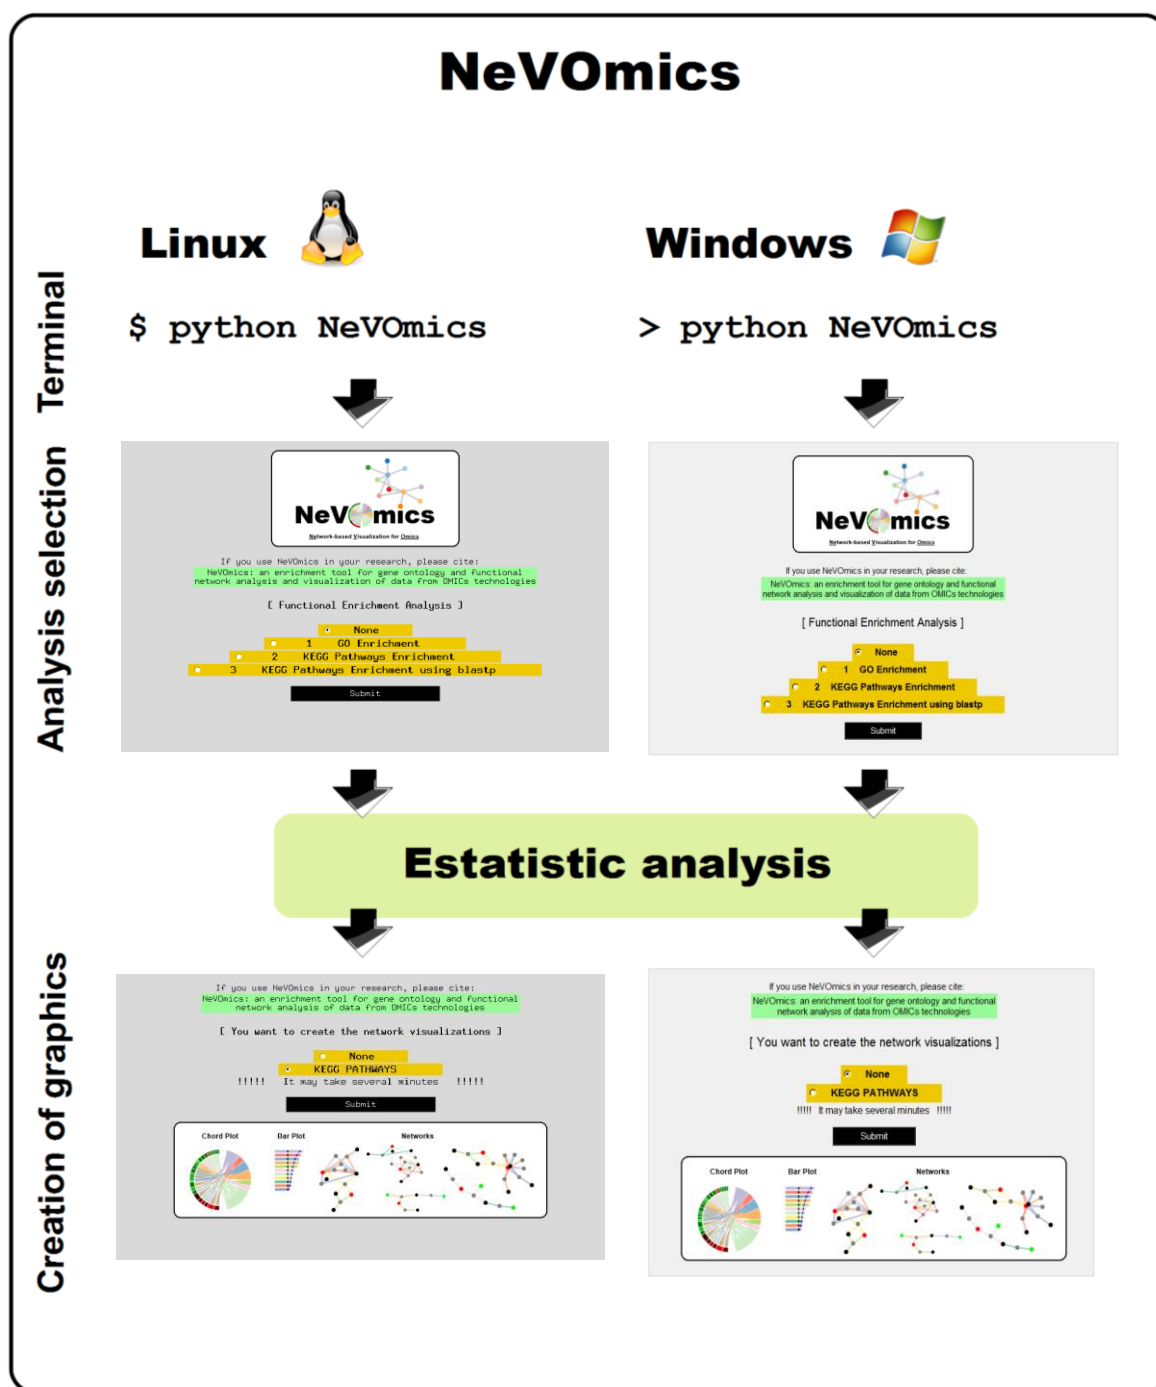 NeVOmics
Linux
Windows
Terminal
$ python NeVOmics
> python NeVOmics
Analysis selection
NeVOmics
Network-based Visualization for Omics
If you use NeVOmics in your research, please cite:
NeVOmics: an enrichment tool for gene ontology and functional
network analysis and visualization of data from OMICs technologies
[ Functional Enrichment Analysis ]
None
1 GO Enrichment
2 KEGG Pathways Enrichment
3 KEGG Pathways Enrichment using blastp
Submit
NeVOmics
Network-based Visualization for Omics
If you use NeVOmics in your research, please cite:
NeVOmics: an enrichment tool for gene ontology and functional
network analysis and visualization of data from OMICs technologies
[ Functional Enrichment Analysis ]
None
1 GO Enrichment
2 KEGG Pathways Enrichment
3 KEGG Pathways Enrichment using blastp
Submit
Estatistic analysis
Creation of graphics
If you use NeVOmics in your research, please cite:
NeVOmics: an enrichment tool for gene ontology and functional
network analysis of data from OMICs technologies
[ You want to create the network visualizations ]
None
KEGG PATHWAYS
!!!!! It may take several minutes !!!!!
Submit
Chord Plot Bar Plot Networks
If you use NeVOmics in your research, please cite:
NeVOmics: an enrichment tool for gene ontology and functional
network analysis of data from OMICs technologies
[ You want to create the network visualizations ]
None
KEGG PATHWAYS
!!!!! It may take several minutes !!!!!
Submit
Chord Plot Bar Plot Networks